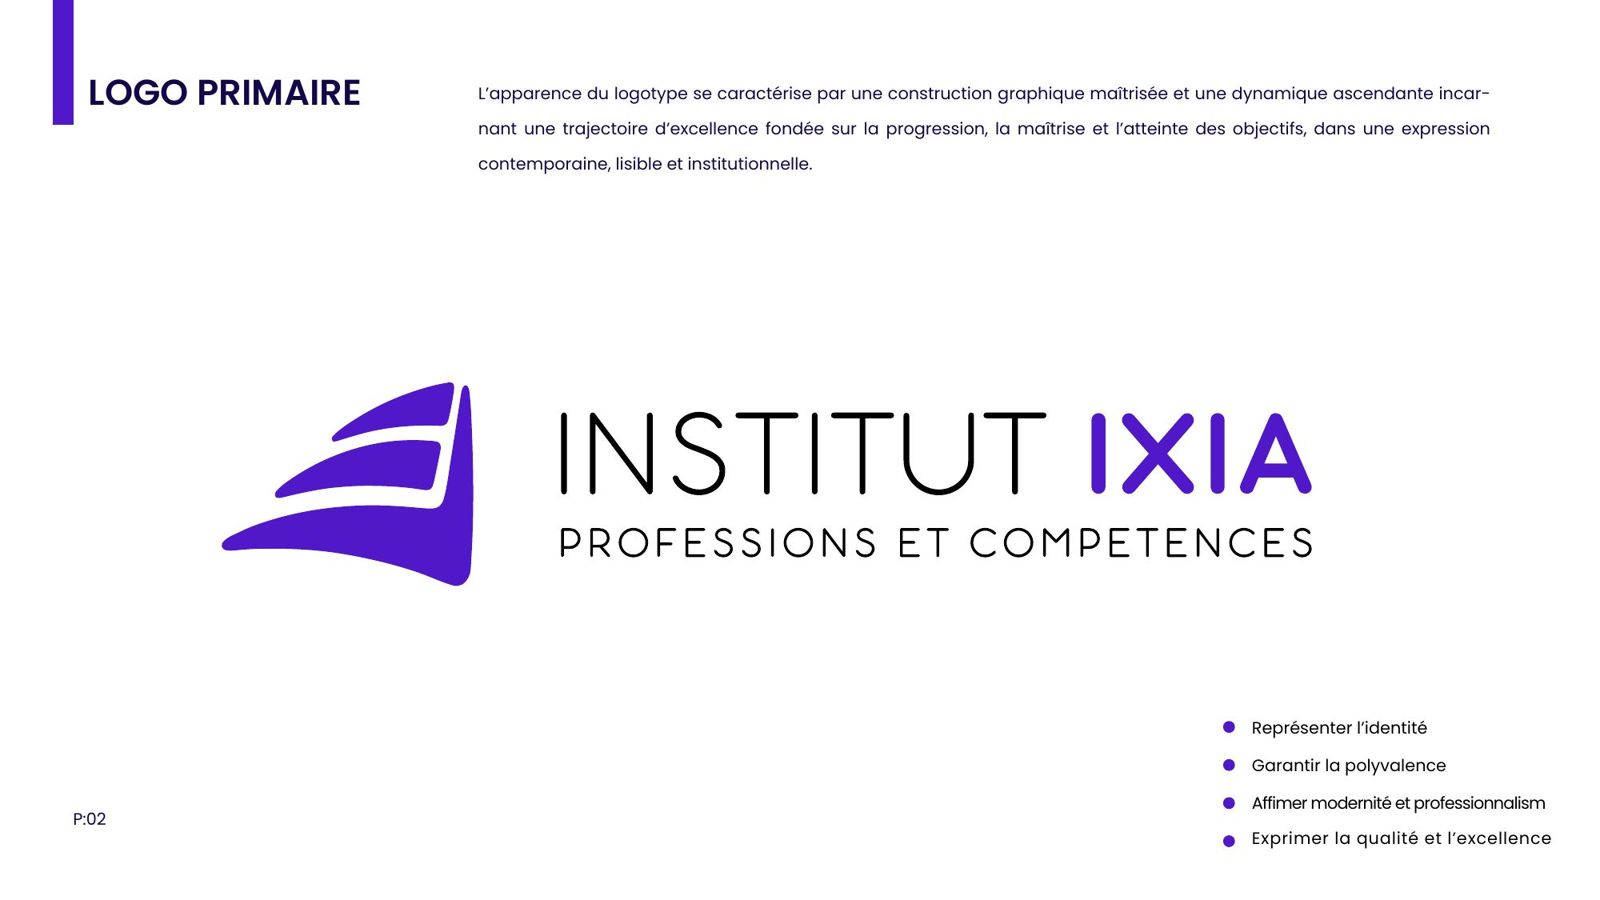 LOGO PRIMAIRE
L’apparence du logotype se caractérise par une construction graphique maîtrisée et une dynamique ascendante incar-
nant une trajectoire d’excellence fondée sur la progression, la maîtrise et l’atteinte des objectifs, dans une expression
contemporaine, lisible et institutionnelle.
INSTITUT IXIA
PROFESSIONS ET COMPETENCES
Représenter l’identité
Garantir la polyvalence
Affimer modernité et professionnalism
Exprimer la qualité et l’excellence
P:02